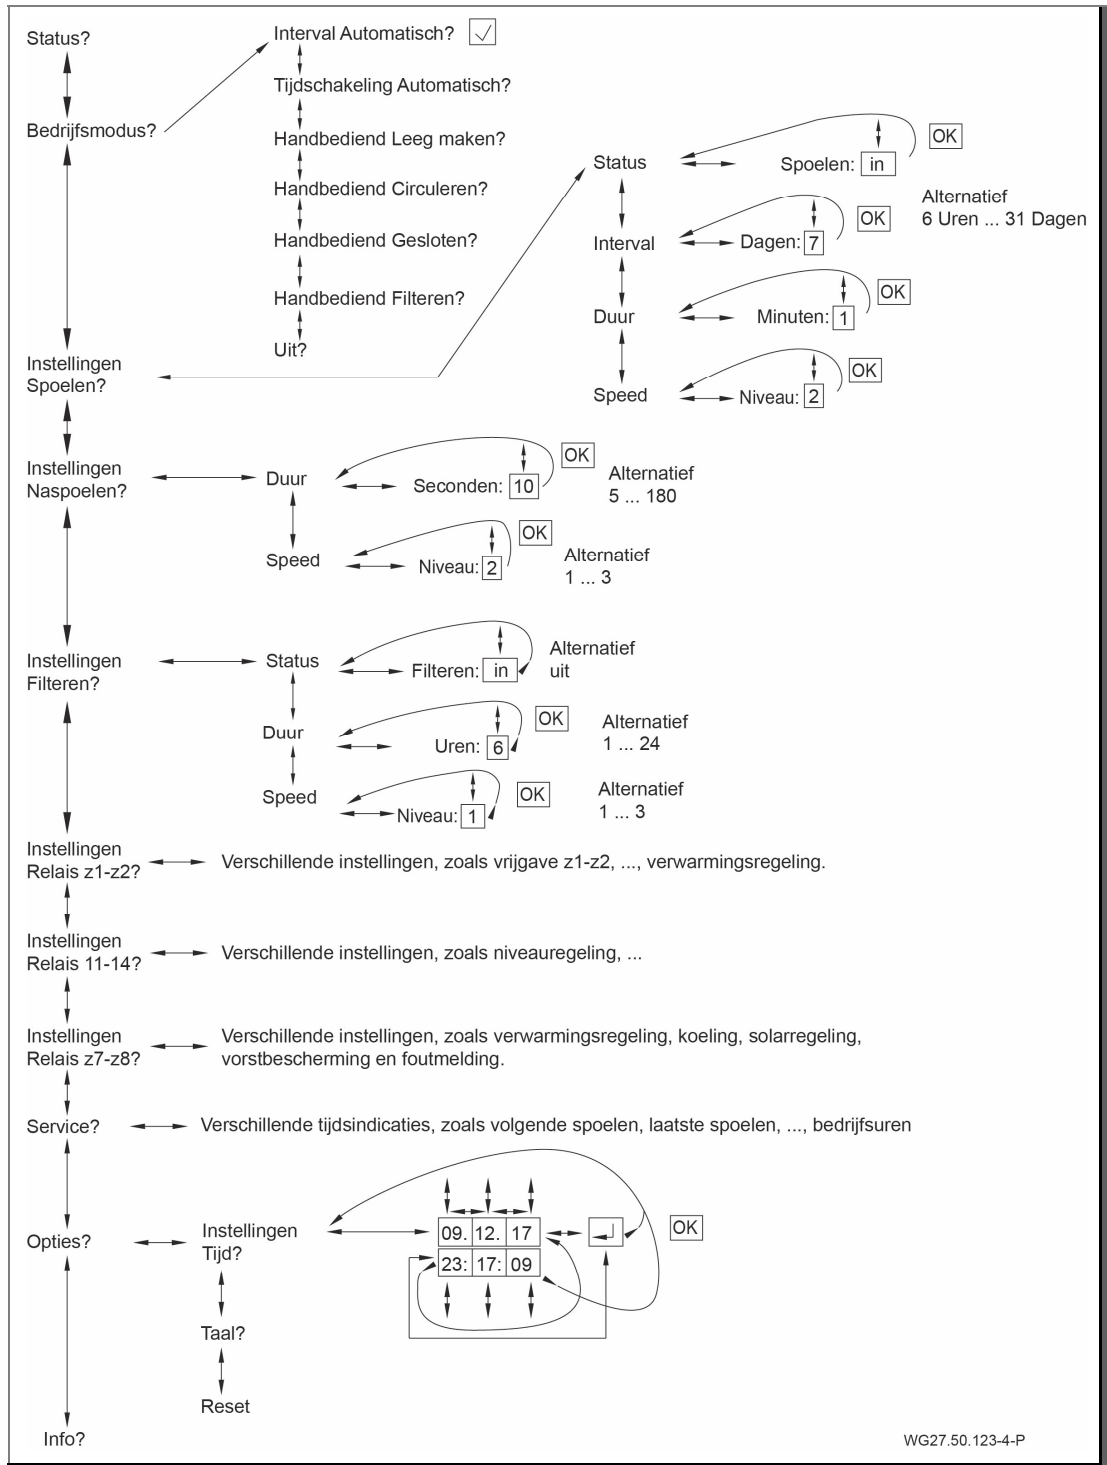 Status?
Bedrijfsmodus?
Interval Automatisch?
Tijdschakeling Automatisch?
Handbediend Leeg maken?
Handbediend Circuleren?
Handbediend Gesloten?
Handbediend Filteren?
Uit?
Instellingen
Spoelen?
Status
Spoelen: in
OK
Alternatief
6 Uren ... 31 Dagen
Interval
Dagen: 7
OK
Duur
Minuten: 1
OK
Speed
Niveau: 2
OK
Instellingen
Naspoelen?
Duur
Seconden: 10
OK
Alternatief
5 ... 180
Speed
Niveau: 2
OK
Alternatief
1 ... 3
Instellingen
Filteren?
Status
Filteren: in
Alternatief
uit
Duur
Uren: 6
OK
Alternatief
1 ... 24
Speed
Niveau: 1
OK
Alternatief
1 ... 3
Instellingen
Relais z1-z2?
Verschillende instellingen, zoals vrijgave z1-z2, ..., verwarmingsregeling.
Instellingen
Relais 11-14?
Verschillende instellingen, zoals niveauregeling, ...
Instellingen
Relais z7-z8?
Verschillende instellingen, zoals verwarmingsregeling, koeling, solarregeling,
vorstbescherming en foutmelding.
Service?
Verschillende tijdsindicaties, zoals volgende spoelen, laatste spoelen, ..., bedrijfsuren
Opties?
Instellingen
Tijd?
09. 12. 17
23: 17: 09
OK
Taal?
Reset
Info?
WG27.50.123-4-P